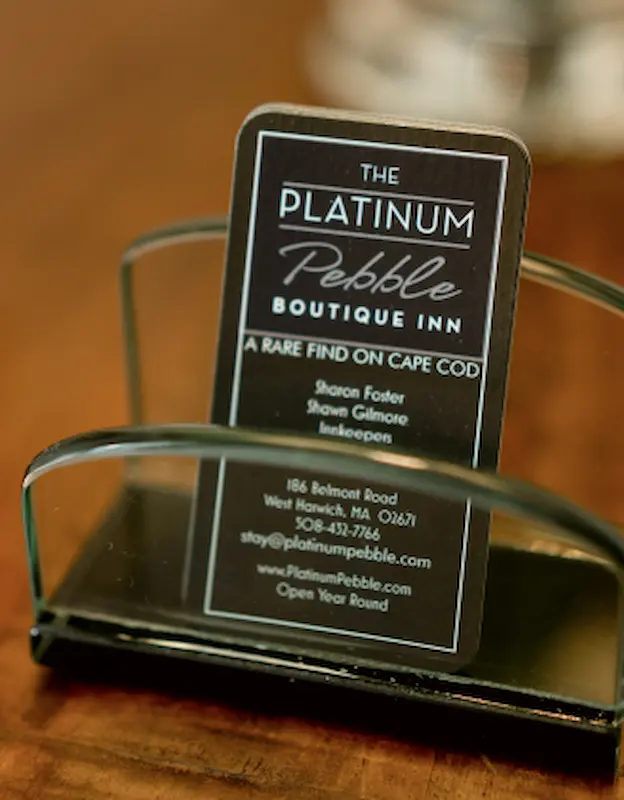 THE
PLATINUM
Pebble
BOUTIQUE INN
A RARE FIND ON CAPE COD
Sharon Foster
Shawn Gilmore
Innkeepers
186 Belmont Road
West Harwich, MA 02671
508-432-7766
stay@platinumpebble.com
www.PlatinumPebble.com
Open Year Round